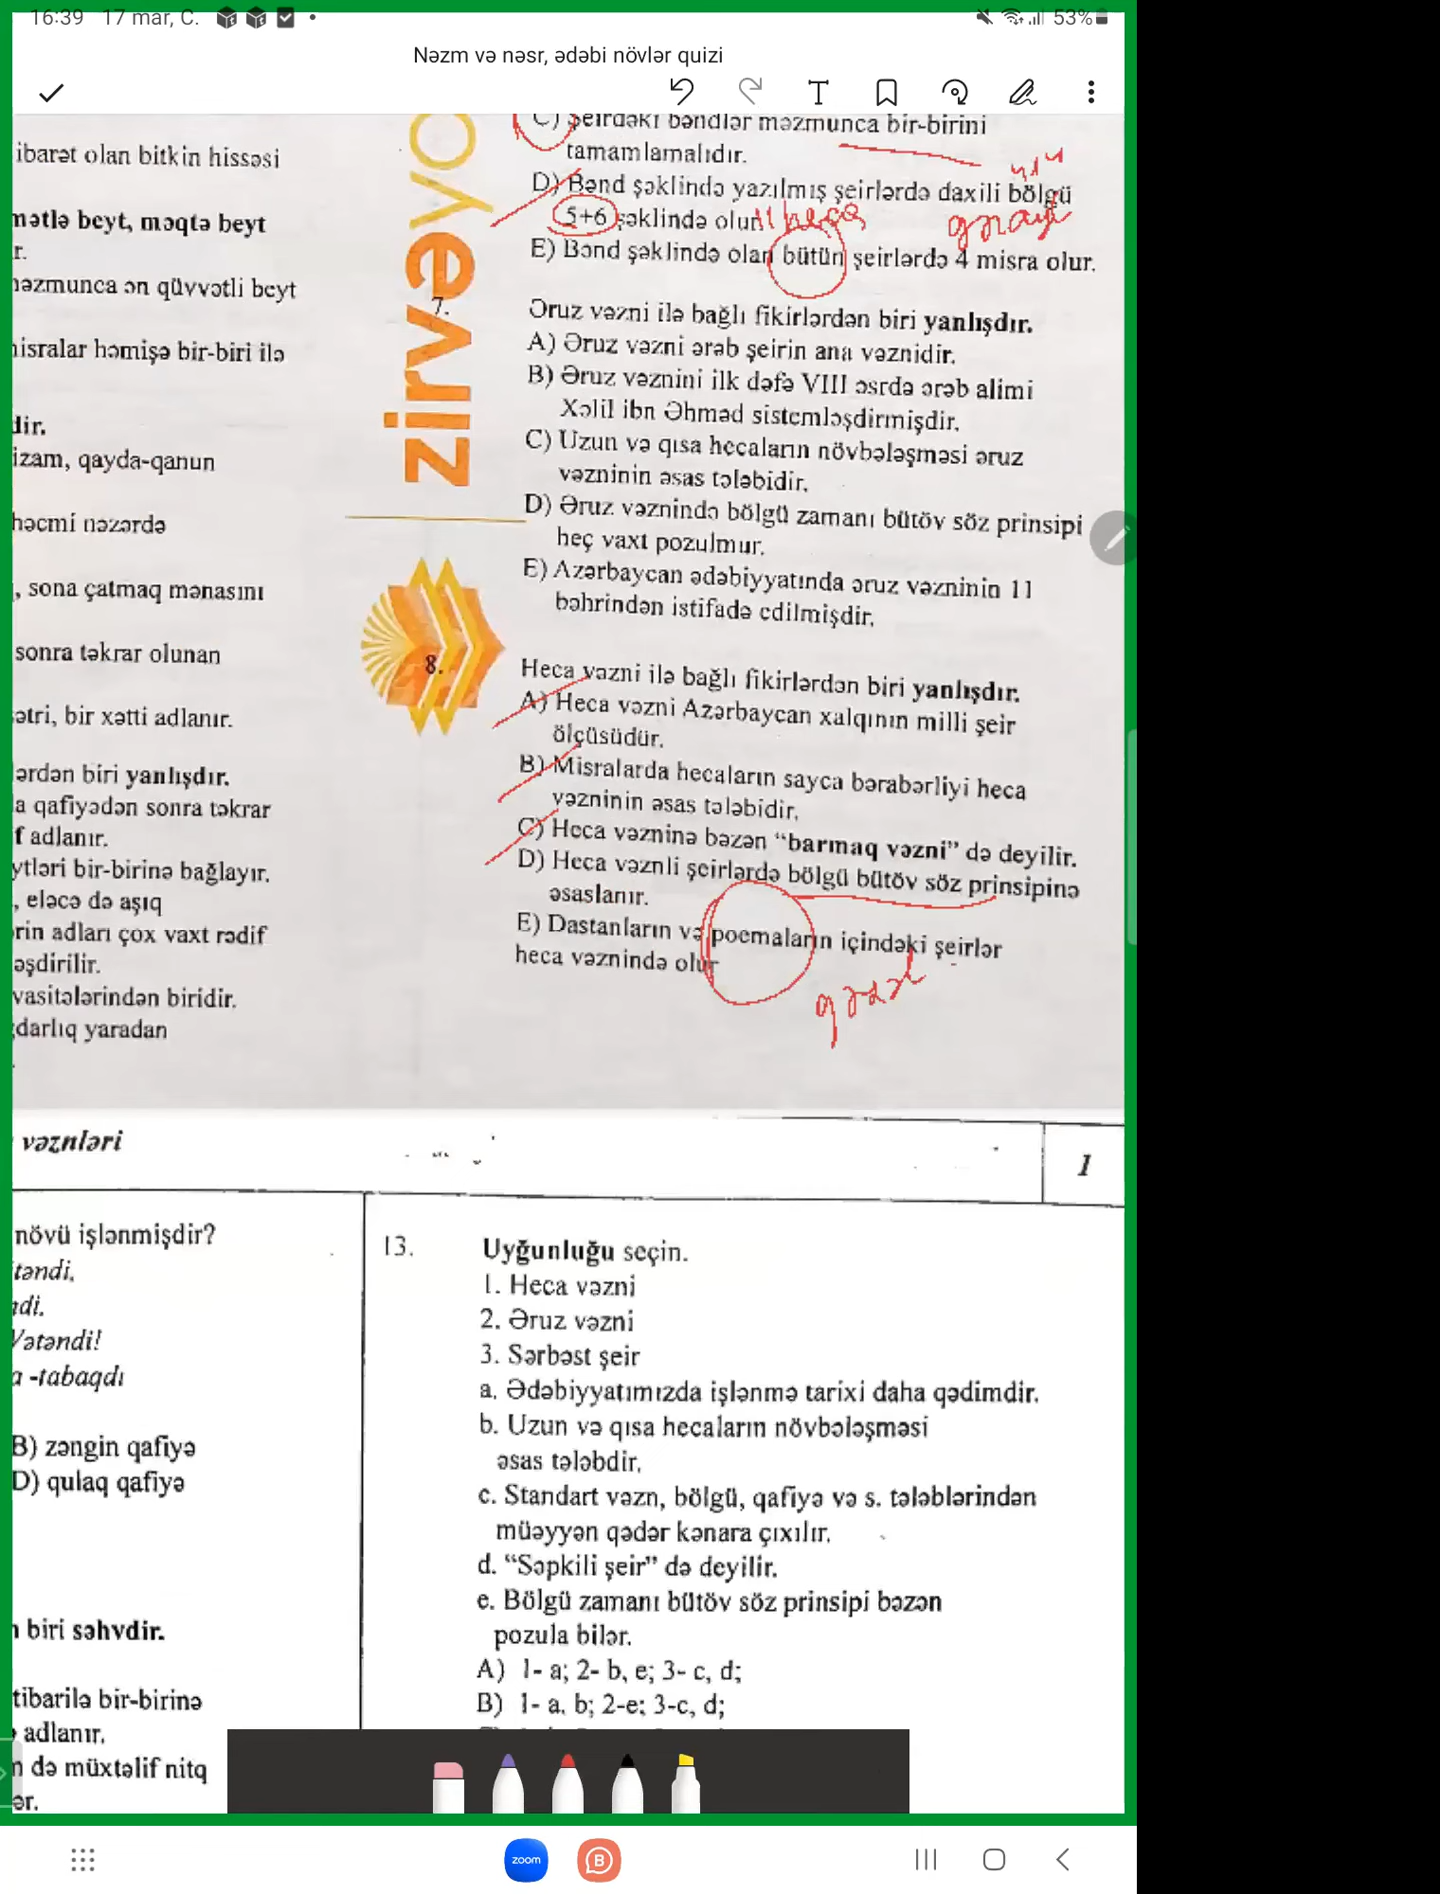 16:39 17 mar, C. 53%
Nəzm və nəsr, ədəbi növlər quizi
ibarət olan bitkin hissəsi
mətlə beyt, məqtə beyt
r.
məzmunca ən qüvvətli beyt
misralar həmişə bir-biri ilə
dir.
izam, qayda-qanun
həcmi nəzərdə
, sona çatmaq mənasını
sonra təkrar olunan
ətri, bir xətti adlanır.
ərdən biri yanlışdır.
a qafiyədən sonra təkrar
f adlanır.
ytləri bir-birinə bağlayır.
, eləcə də aşıq
rin adları çox vaxt rədif
əşdirilir.
vasitələrindən biridir.
darlıq yaradan
zirvəyə
C) Şeirdəki bəndlər məzmunca bir-birini
tamamlamalıdır.
D) Bənd şəklində yazılmış şeirlərdə daxili bölgü
5+6 şəklində olur
11 heca
4+4
gəraylı
E) Bənd şəklində olan bütün şeirlərdə 4 misra olur.
7. Əruz vəzni ilə bağlı fikirlərdən biri yanlışdır.
A) Əruz vəzni ərəb şeirin ana vəznidir.
B) Əruz vəznini ilk dəfə VIII əsrdə ərəb alimi
Xəlil ibn Əhməd sistemləşdirmişdir.
C) Uzun və qısa hecaların növbələşməsi əruz
vəzninin əsas tələbidir.
D) Əruz vəznində bölgü zamanı bütöv söz prinsipi
heç vaxt pozulmur.
E) Azərbaycan ədəbiyyatında əruz vəzninin 11
bəhrindən istifadə edilmişdir.
8. Heca vəzni ilə bağlı fikirlərdən biri yanlışdır.
A) Heca vəzni Azərbaycan xalqının milli şeir
ölçüsüdür.
B) Misralarda hecaların sayca bərabərliyi heca
vəzninin əsas tələbidir.
C) Heca vəzninə bəzən “barmaq vəzni” də deyilir.
D) Heca vəznli şeirlərdə bölgü bütöv söz prinsipinə
əsaslanır.
E) Dastanların və poemaların içindəki şeirlər
heca vəznində olur
qəzəl
vəznləri
1
növü işlənmişdir?
təndi,
ndi.
Vətəndi!
a -tabaqdı
B) zəngin qafiyə
D) qulaq qafiyə
n biri səhvdir.
tibarilə bir-birinə
adlanır.
n də müxtəlif nitq
ər.
13. Uyğunluğu seçin.
1. Heca vəzni
2. Əruz vəzni
3. Sərbəst şeir
a. Ədəbiyyatımızda işlənmə tarixi daha qədimdir.
b. Uzun və qısa hecaların növbələşməsi
əsas tələbdir.
c. Standart vəzn, bölgü, qafiyə və s. tələblərindən
müəyyən qədər kənara çıxılır.
d. “Səpkili şeir” də deyilir.
e. Bölgü zamanı bütöv söz prinsipi bəzən
pozula bilər.
A) 1- a; 2- b, e; 3- c, d;
B) 1- a, b; 2-e; 3-c, d;
zoom
B